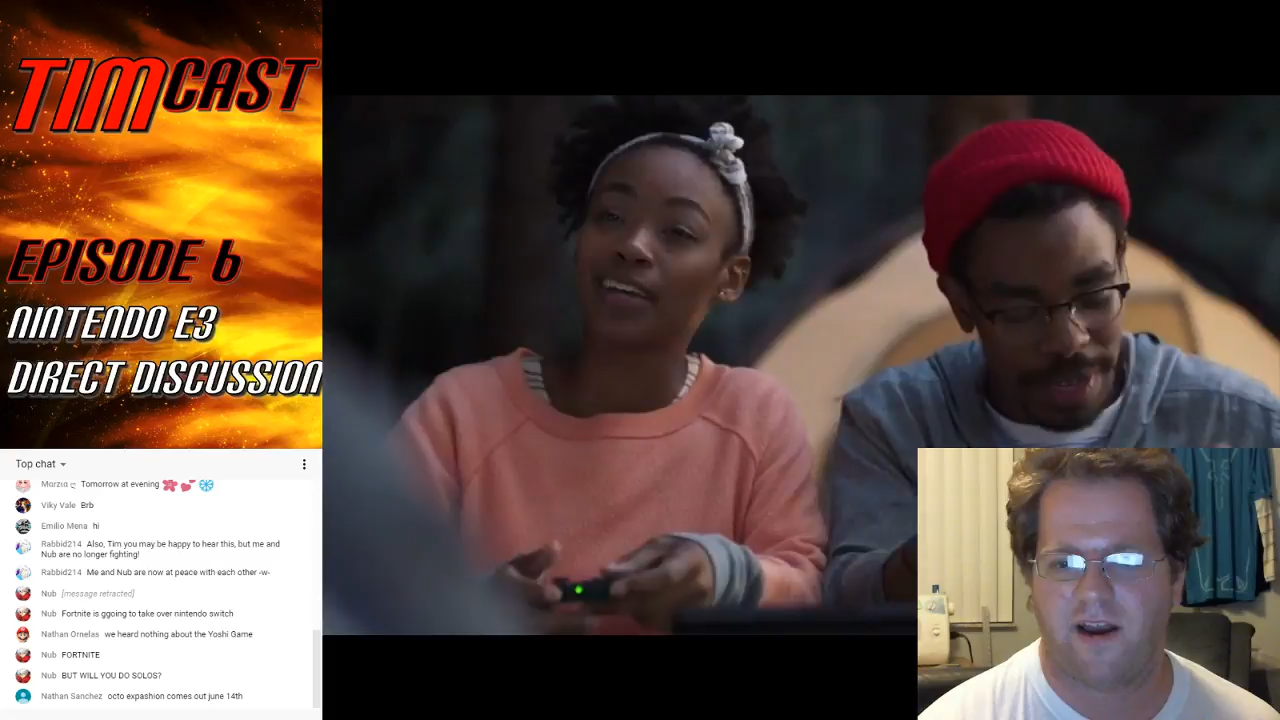 TIMCAST
EPISODE 6
NINTENDO E3
DIRECT DISCUSSION
Top chat
Tomorrow at evening
Viky Vale Brb
Emilio Mena hi
Rabbid214 Also, Tim you may be happy to hear this, but me and
Nub are no longer fighting!
Rabbid214 Me and Nub are now at peace with each other -w-
Nub [message retracted]
Nub Fortnite is ggoing to take over nintendo switch
Nathan Ornelas we heard nothing about the Yoshi Game
Nub FORTNITE
Nub BUT WILL YOU DO SOLOS?
Nathan Sanchez octo expashion comes out june 14th